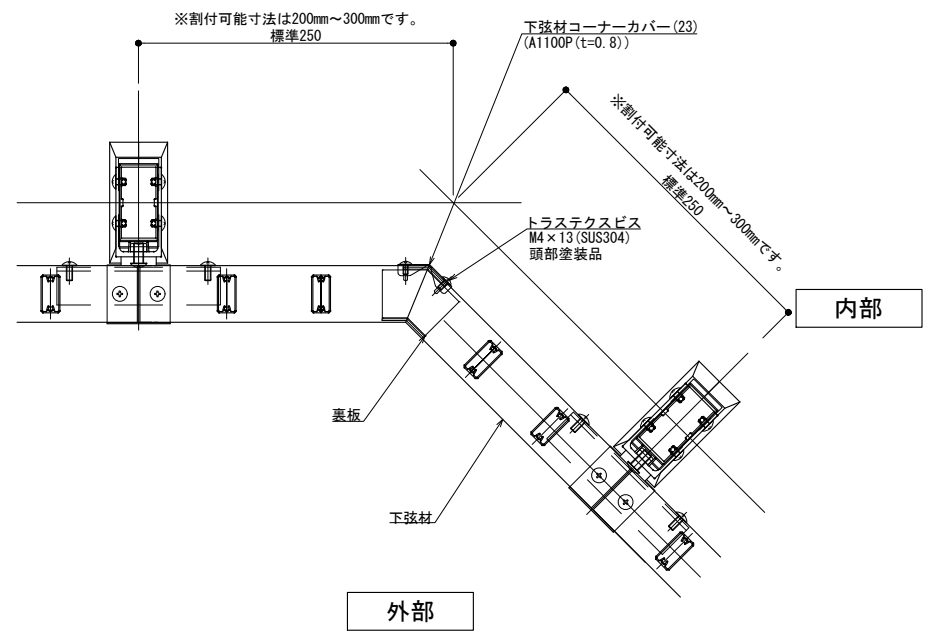 ※割付可能寸法は200mm～300mmです。
標準250
下弦材コーナーカバー(23)
(A1100P(t=0.8))
※割付可能寸法は200mm～300mmです。
標準250
トラステクスビス
M4×13(SUS304)
頭部塗装品
内部
裏板
下弦材
外部